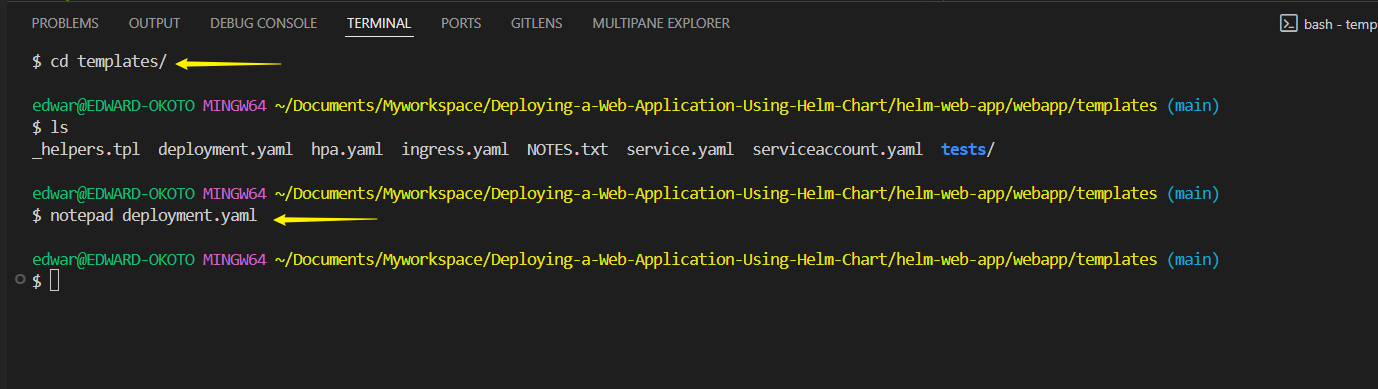 PROBLEMS OUTPUT DEBUG CONSOLE TERMINAL PORTS GITLENS MULTIPANE EXPLORER bash - temp
$ cd templates/
edwar@EDWARD-OKOTO MINGW64 ~/Documents/Myworkspace/Deploying-a-Web-Application-Using-Helm-Chart/helm-web-app/webapp/templates (main)
$ ls
_helpers.tpl deployment.yaml hpa.yaml ingress.yaml NOTES.txt service.yaml serviceaccount.yaml tests/
edwar@EDWARD-OKOTO MINGW64 ~/Documents/Myworkspace/Deploying-a-Web-Application-Using-Helm-Chart/helm-web-app/webapp/templates (main)
$ notepad deployment.yaml
edwar@EDWARD-OKOTO MINGW64 ~/Documents/Myworkspace/Deploying-a-Web-Application-Using-Helm-Chart/helm-web-app/webapp/templates (main)
$